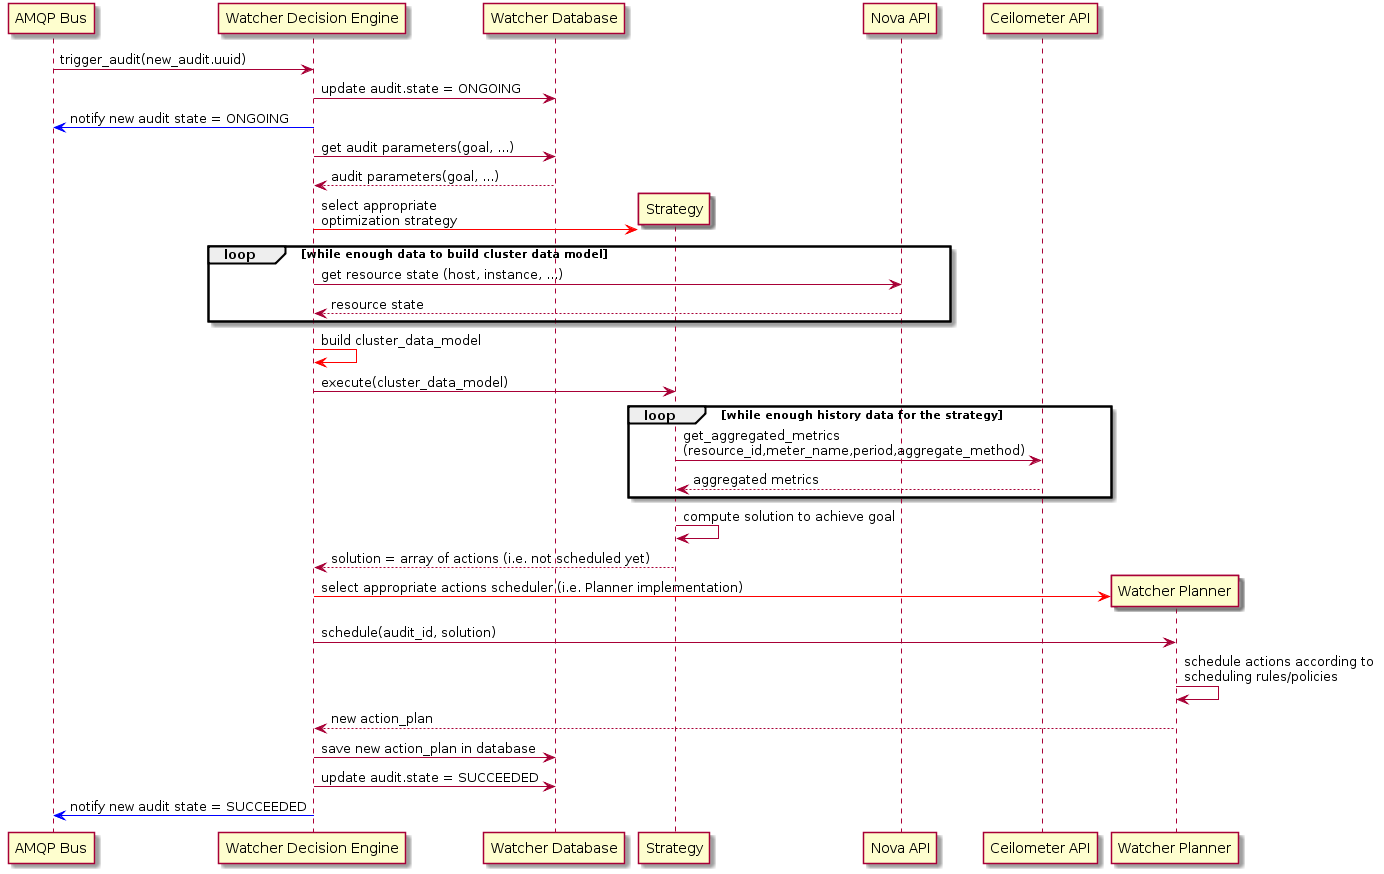 AMQP Bus
Watcher Decision Engine
Watcher Database
Nova API
Ceilometer API
trigger_audit(new_audit.uuid)
update audit.state = ONGOING
notify new audit state = ONGOING
get audit parameters(goal, ...)
audit parameters(goal, ...)
select appropriate
optimization strategy
Strategy
loop
[while enough data to build cluster data model]
get resource state (host, instance, ...)
resource state
build cluster_data_model
execute(cluster_data_model)
loop
[while enough history data for the strategy]
get_aggregated_metrics
(resource_id,meter_name,period,aggregate_method)
aggregated metrics
compute solution to achieve goal
solution = array of actions (i.e. not scheduled yet)
select appropriate actions scheduler (i.e. Planner implementation)
Watcher Planner
schedule(audit_id, solution)
schedule actions according to
scheduling rules/policies
new action_plan
save new action_plan in database
update audit.state = SUCCEEDED
notify new audit state = SUCCEEDED
AMQP Bus
Watcher Decision Engine
Watcher Database
Strategy
Nova API
Ceilometer API
Watcher Planner